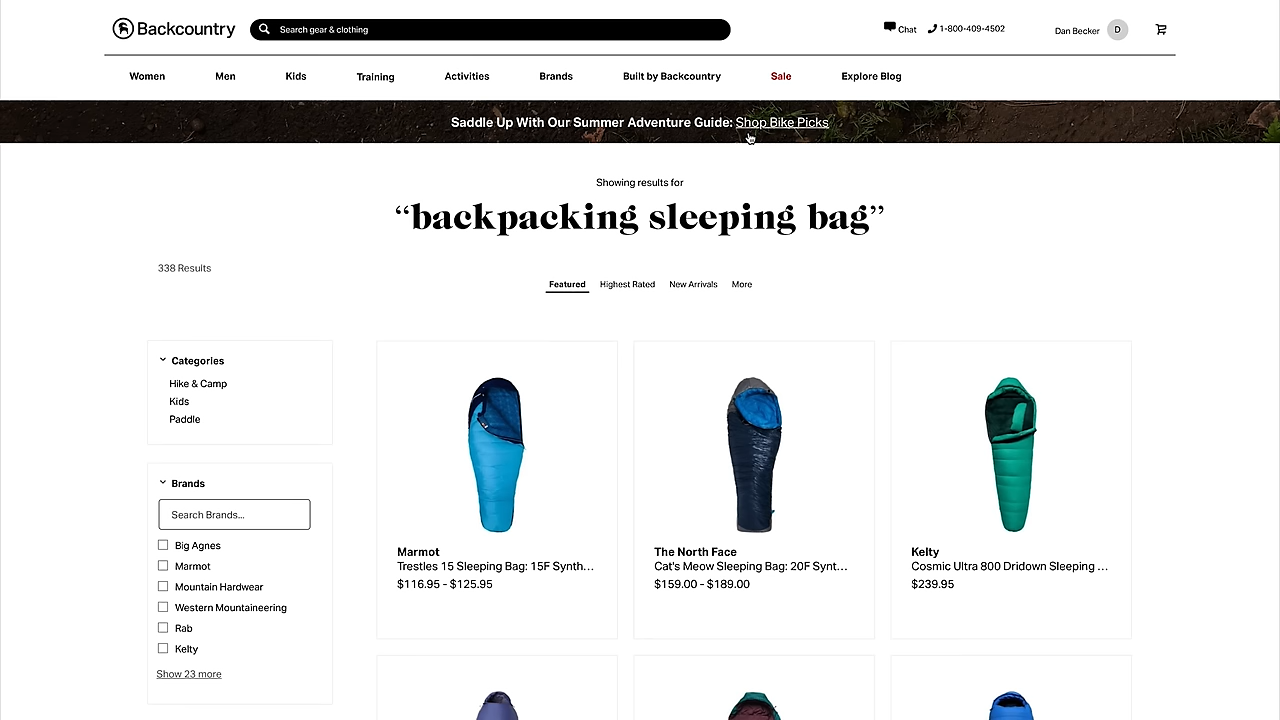 Backcountry
Search gear & clothing
Chat
1-800-409-4502
Dan Becker
D
Women
Men
Kids
Training
Activities
Brands
Built by Backcountry
Sale
Explore Blog
Saddle Up With Our Summer Adventure Guide: Shop Bike Picks
Showing results for
“backpacking sleeping bag”
338 Results
Featured
Highest Rated
New Arrivals
More
Categories
Hike & Camp
Kids
Paddle
Brands
Search Brands...
Big Agnes
Marmot
Mountain Hardwear
Western Mountaineering
Rab
Kelty
Show 23 more
Marmot
Trestles 15 Sleeping Bag: 15F Synth...
$116.95 - $125.95
The North Face
Cat's Meow Sleeping Bag: 20F Synt...
$159.00 - $189.00
Kelty
Cosmic Ultra 800 Dridown Sleeping ...
$239.95